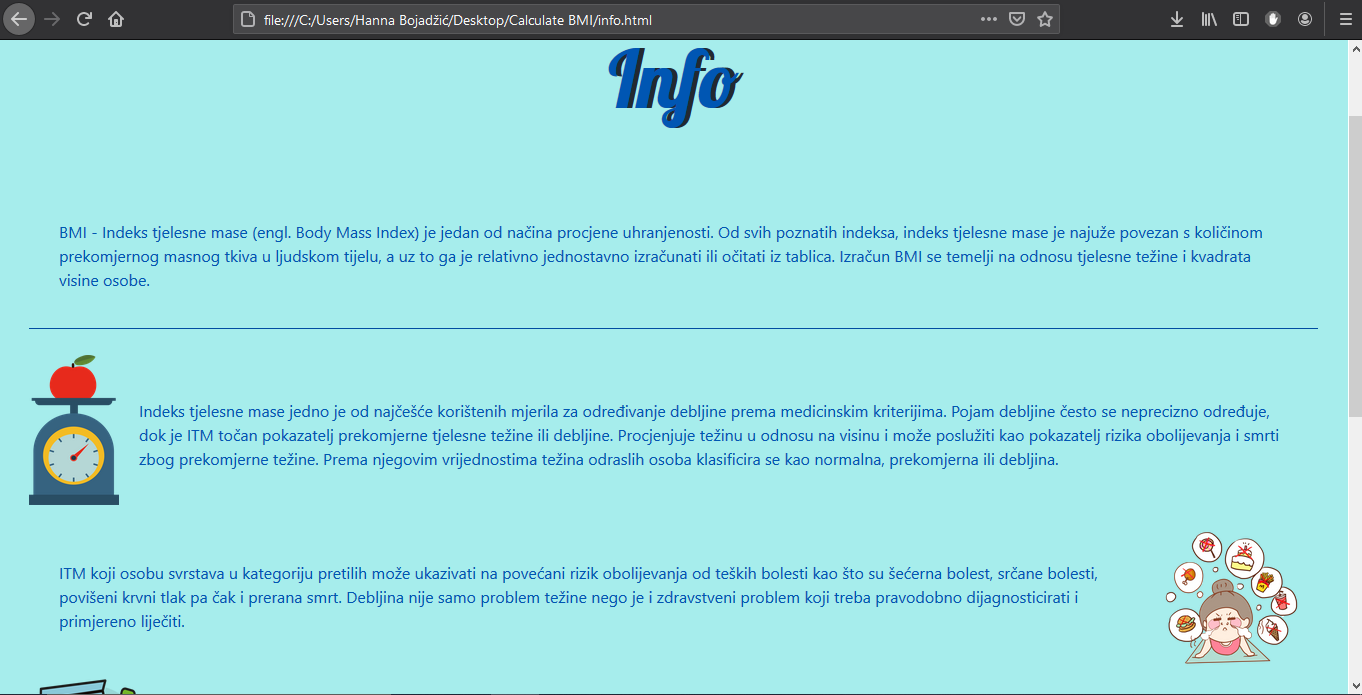 file:///C:/Users/Hanna Bojadžić/Desktop/Calculate BMI/info.html
Info
BMI - Indeks tjelesne mase (engl. Body Mass Index) je jedan od načina procjene uhranjenosti. Od svih poznatih indeksa, indeks tjelesne mase je najuže povezan s količinom
prekomjernog masnog tkiva u ljudskom tijelu, a uz to ga je relativno jednostavno izračunati ili očitati iz tablica. Izračun BMI se temelji na odnosu tjelesne težine i kvadrata
visine osobe.
Indeks tjelesne mase jedno je od najčešće korištenih mjerila za određivanje debljine prema medicinskim kriterijima. Pojam debljine često se neprecizno određuje,
dok je ITM točan pokazatelj prekomjerne tjelesne težine ili debljine. Procjenjuje težinu u odnosu na visinu i može poslužiti kao pokazatelj rizika obolijevanja i smrti
zbog prekomjerne težine. Prema njegovim vrijednostima težina odraslih osoba klasificira se kao normalna, prekomjerna ili debljina.
ITM koji osobu svrstava u kategoriju pretilih može ukazivati na povećani rizik obolijevanja od teških bolesti kao što su šećerna bolest, srčane bolesti,
povišeni krvni tlak pa čak i prerana smrt. Debljina nije samo problem težine nego je i zdravstveni problem koji treba pravodobno dijagnosticirati i
primjereno liječiti.